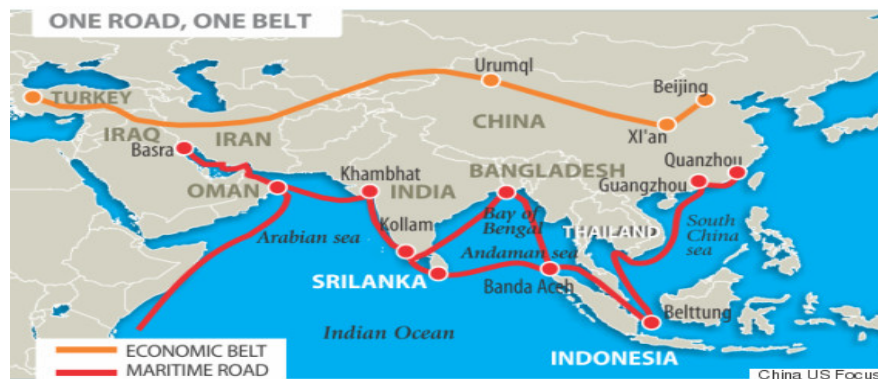 ONE ROAD, ONE BELT
Urumql
TURKEY
Beijing
CHINA
IRAQ
IRAN
XI'an
Basra
Quanzhou
Khambhat
BANGLADESH
OMAN
INDIA
Guangzhou
Kollam
Bay of
Bengal
South
China
sea
THAILAND
Arabian sea
Andaman sea
SRILANKA
Banda Aceh
Belttung
Indian Ocean
INDONESIA
ECONOMIC BELT
MARITIME ROAD
China US Focus